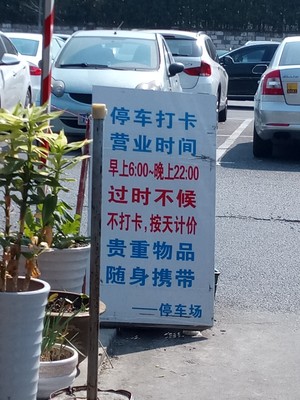 停车打卡
营业时间
早上6:00~晚上22:00
过时不候
不打卡,按天计价
贵重物品
随身携带
——停车场